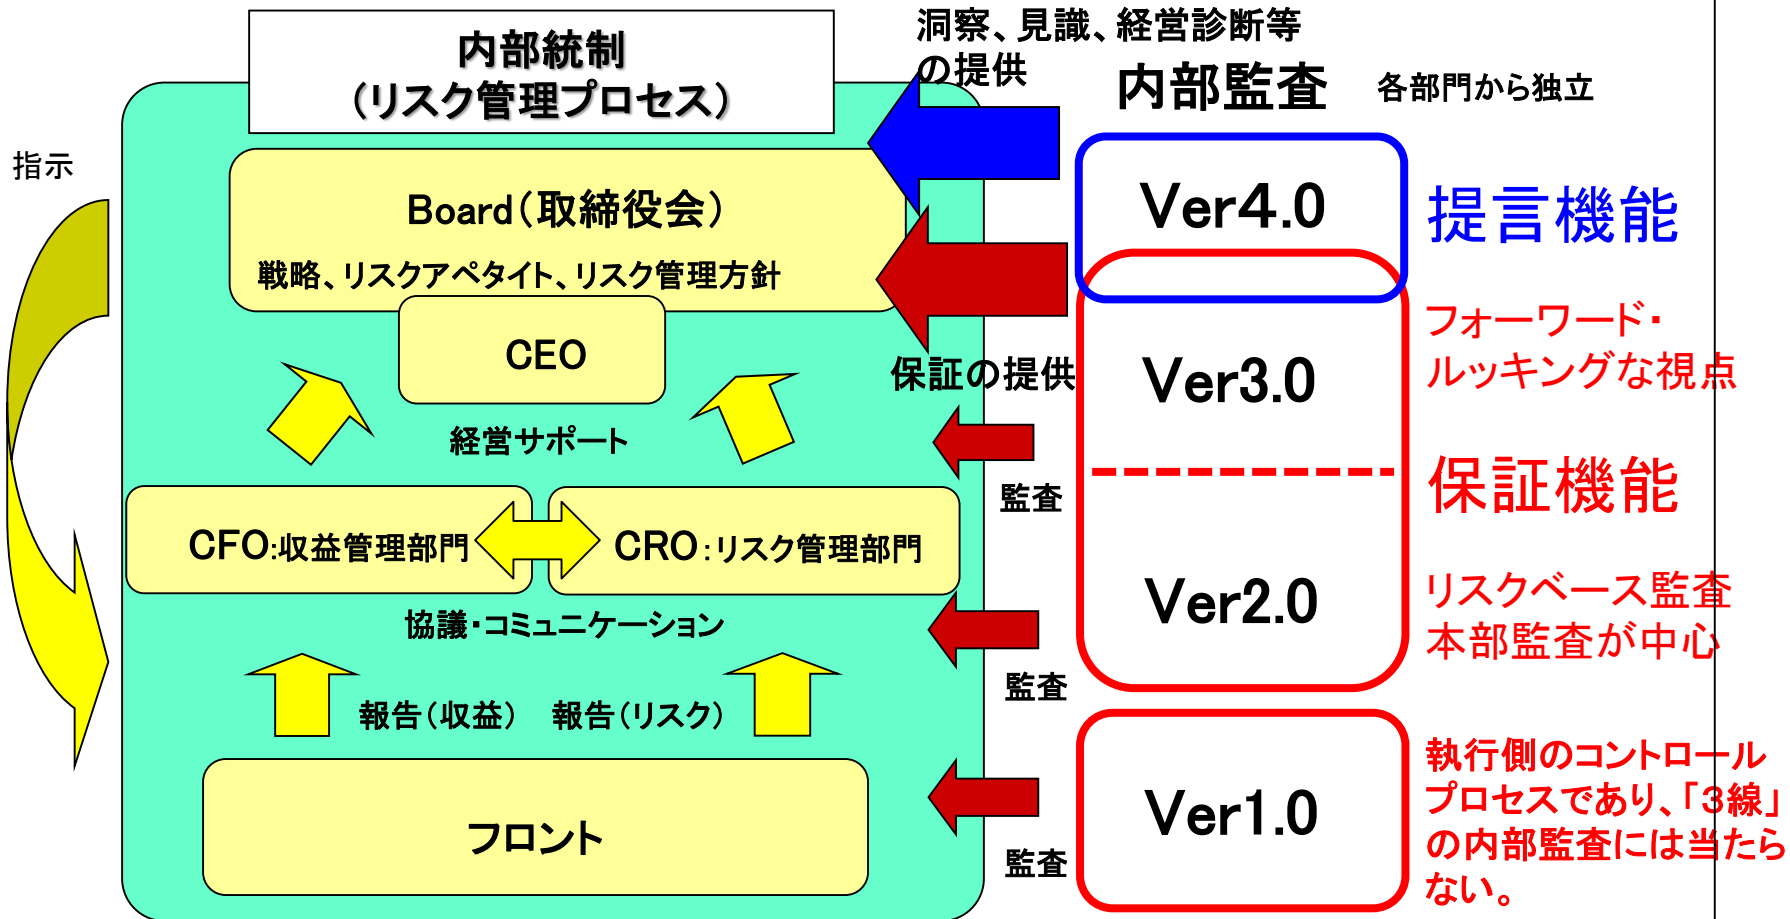 内部統制
（リスク管理プロセス）
洞察、見識、経営診断等
の提供
内部監査
各部門から独立
指示
Board（取締役会）
戦略、リスクアペタイト、リスク管理方針
CEO
経営サポート
CFO:収益管理部門
CRO：リスク管理部門
協議・コミュニケーション
報告（収益）
報告（リスク）
フロント
保証の提供
監査
監査
監査
Ver4.0
提言機能
Ver3.0
フォーワード・
ルッキングな視点
保証機能
Ver2.0
リスクベース監査
本部監査が中心
Ver1.0
執行側のコントロール
プロセスであり、「３線」
の内部監査には当たら
ない。